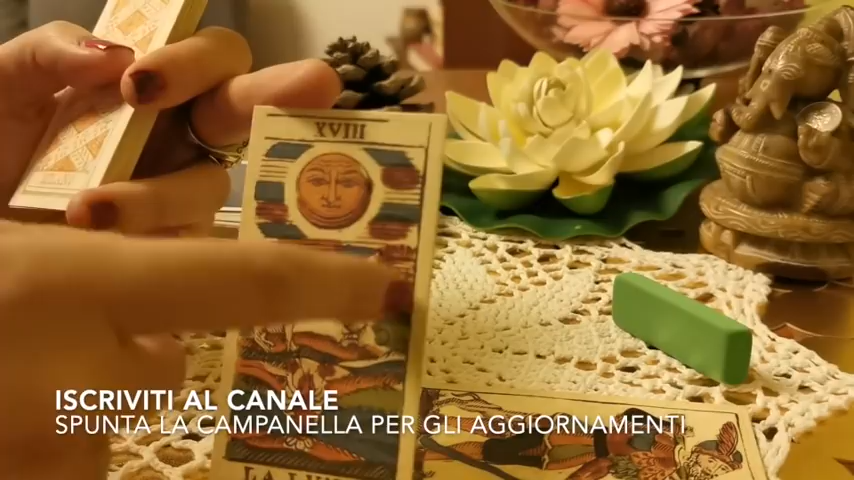 XVIII
ISCRIVITI AL CANALE
SPUNTA LA CAMPANELLA PER GLI AGGIORNAMENTI